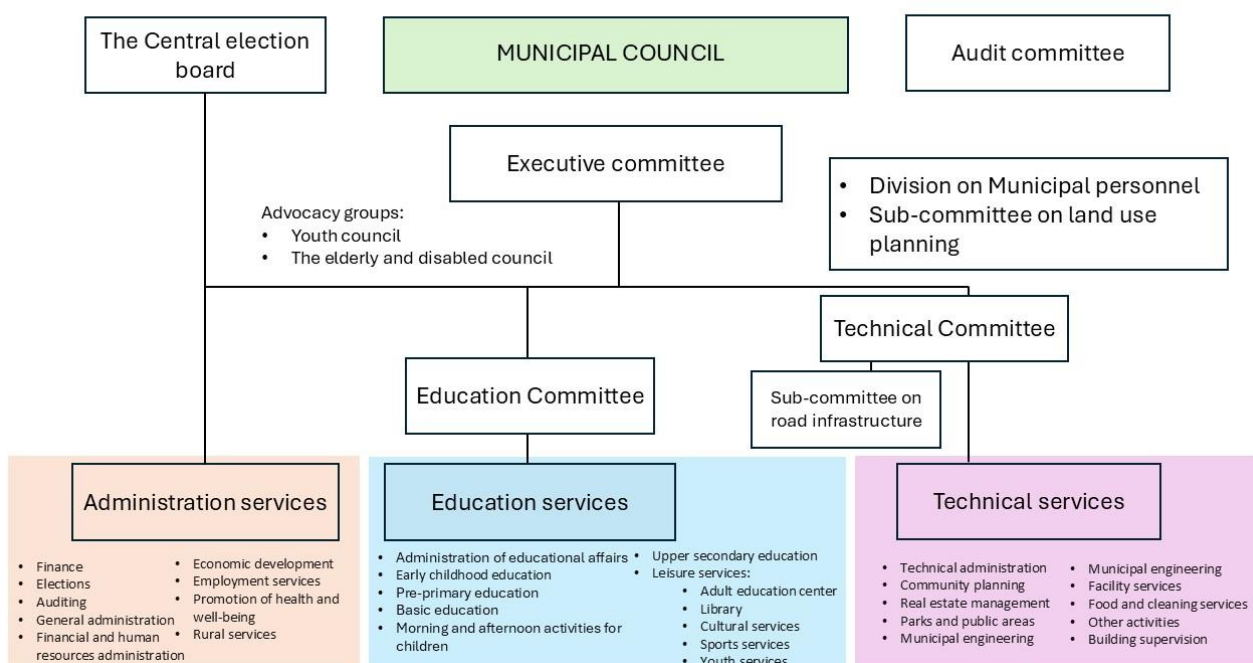 The Central election
board
MUNICIPAL COUNCIL
Audit committee
Executive committee
• Division on Municipal personnel
• Sub-committee on land use
planning
Advocacy groups:
• Youth council
• The elderly and disabled council
Technical Committee
Education Committee
Sub-committee on
road infrastructure
Administration services
• Finance
• Elections
• Auditing
• General administration
• Financial and human
resources administration
• Economic development
• Employment services
• Promotion of health and
well-being
• Rural services
Education services
• Administration of educational affairs
• Early childhood education
• Pre-primary education
• Basic education
• Morning and afternoon activities for
children
• Upper secondary education
• Leisure services:
• Adult education center
• Library
• Cultural services
• Sports services
• Youth services
Technical services
• Technical administration
• Community planning
• Real estate management
• Parks and public areas
• Municipal engineering
• Municipal engineering
• Facility services
• Food and cleaning services
• Other activities
• Building supervision